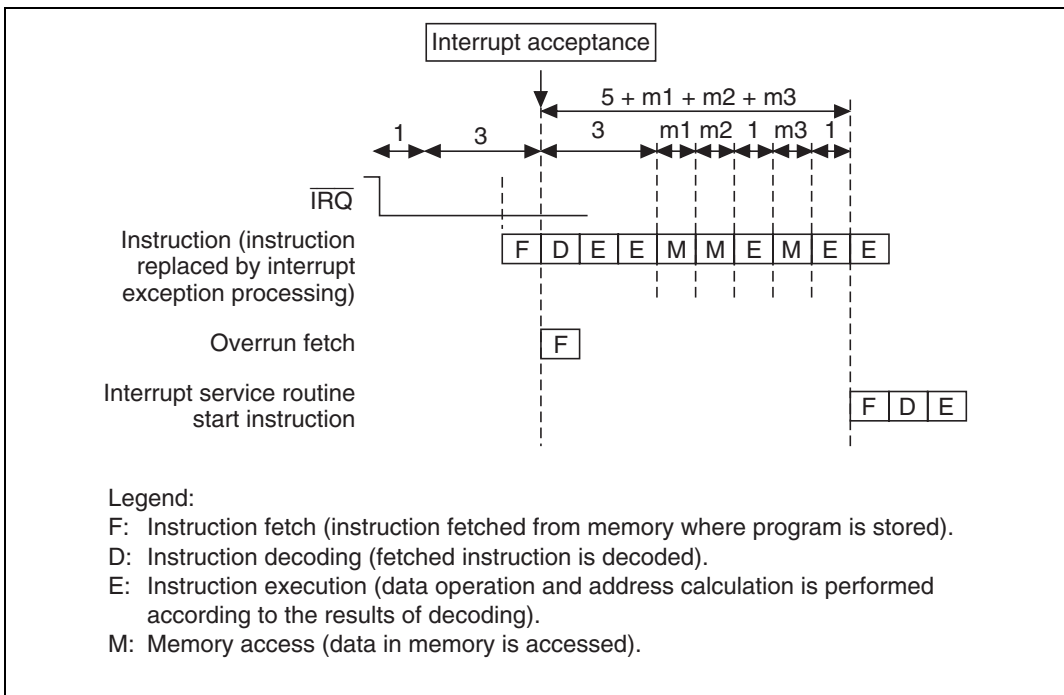 Interrupt acceptance
5 + m1 + m2 + m3
1 3 3 m1 m2 1 m3 1
IRQ
Instruction (instruction
replaced by interrupt
exception processing)
F D E E M M E M E E
Overrun fetch
F
Interrupt service routine
start instruction
F D E
Legend:
F: Instruction fetch (instruction fetched from memory where program is stored).
D: Instruction decoding (fetched instruction is decoded).
E: Instruction execution (data operation and address calculation is performed
according to the results of decoding).
M: Memory access (data in memory is accessed).